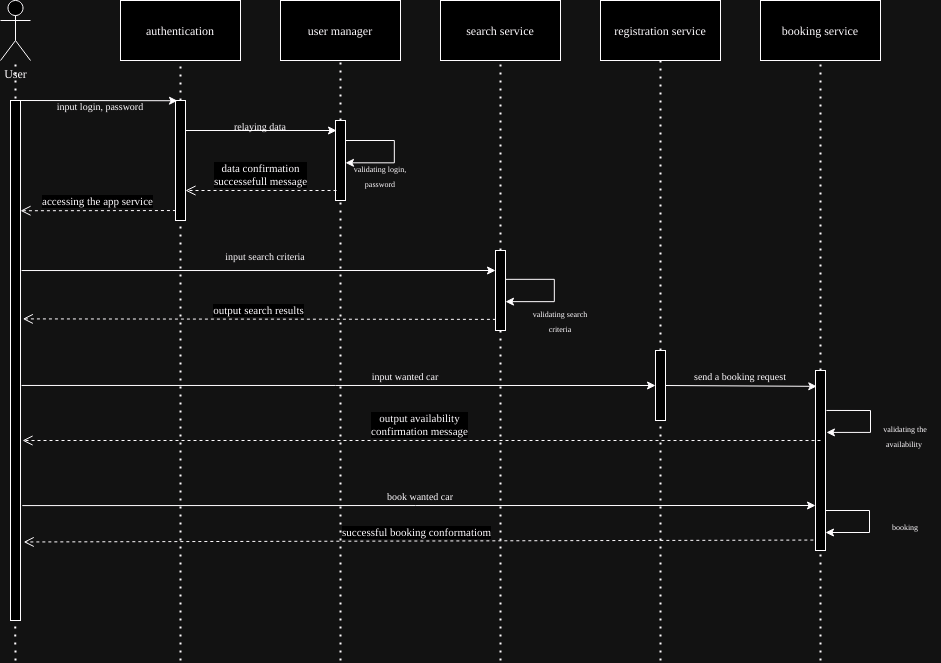 authentication
user manager
search service
registration service
booking service
User
input login, password
relaying data
validating login,
password
data confirmation
successefull message
accessing the app service
input search criteria
output search results
validating search
criteria
input wanted car
send a booking request
output availability
confirmation message
validating the
availability
book wanted car
booking
successful booking conformation